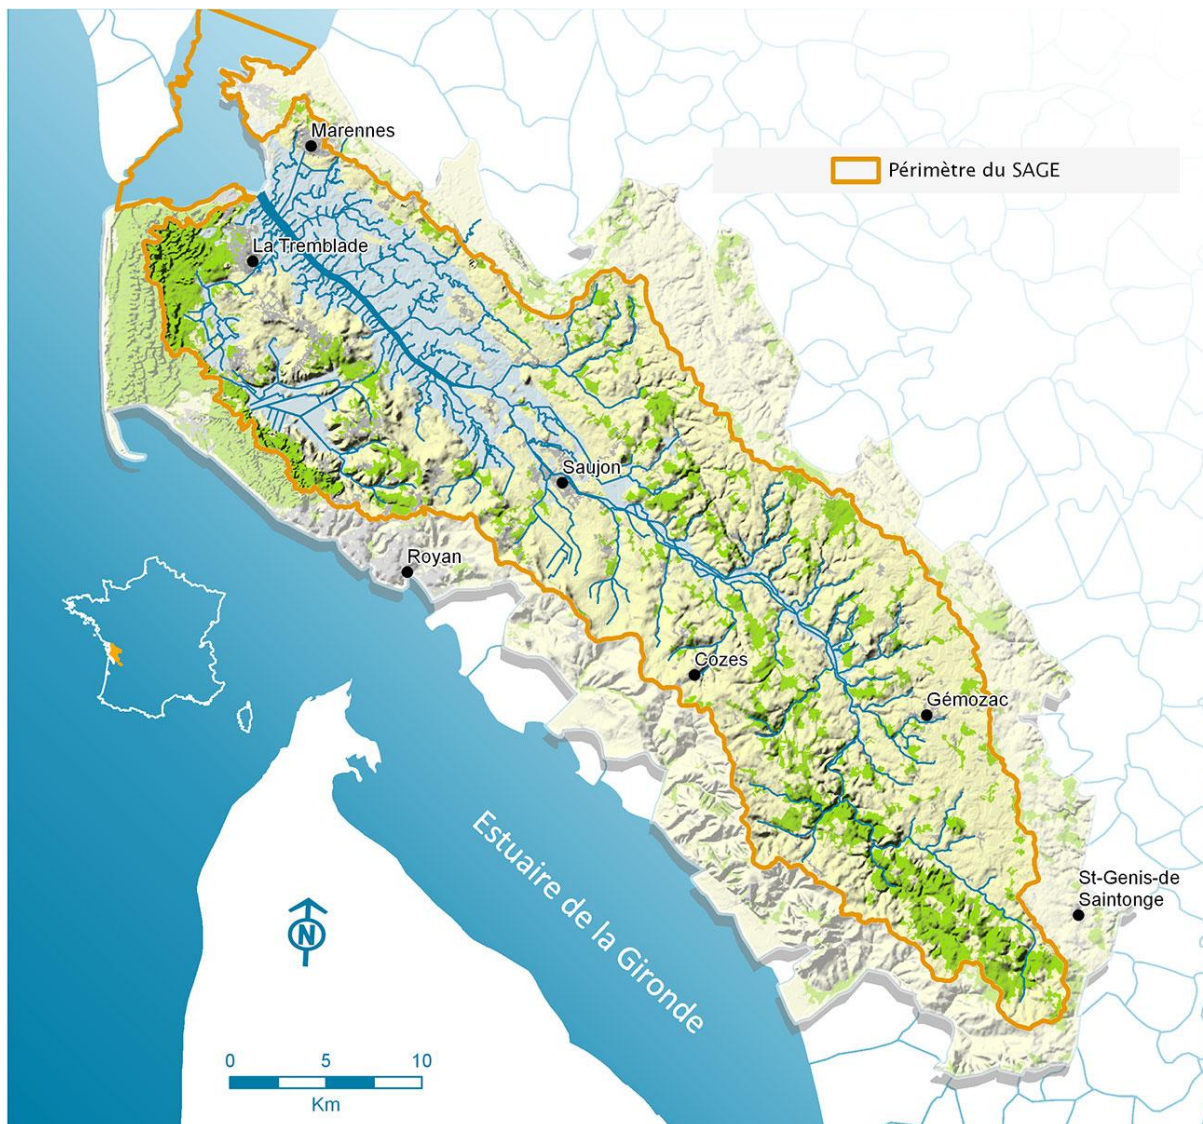 Marennes
Périmètre du SAGE
La Tremblade
Saujon
Royan
Cozes
Gémozac
St-Genis-de
Saintonge
Estuaire de la Gironde
N
0 5 10
Km